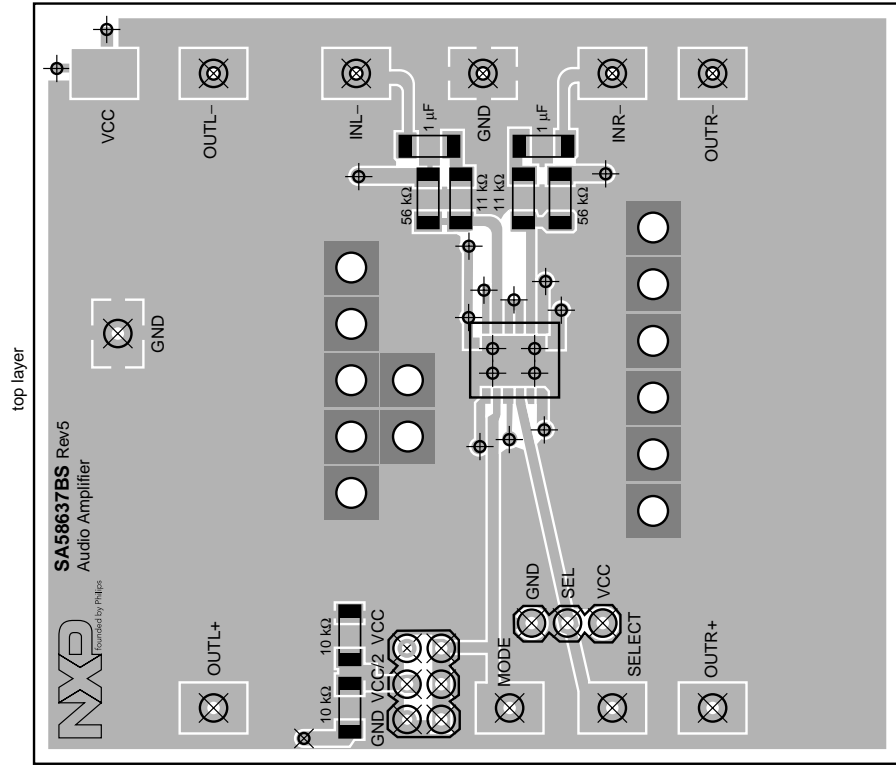 top layer
VCC
OUTL−
INL−
GND
INR−
OUTR−
1 µF
1 µF
56 kΩ
11 kΩ
11 kΩ
56 kΩ
GND
SA58637BS Rev5
Audio Amplifier
NXP
founded by Philips
OUTL+
10 kΩ
10 kΩ
VCC
VCC/2
GND
MODE
GND
SEL
VCC
SELECT
OUTR+